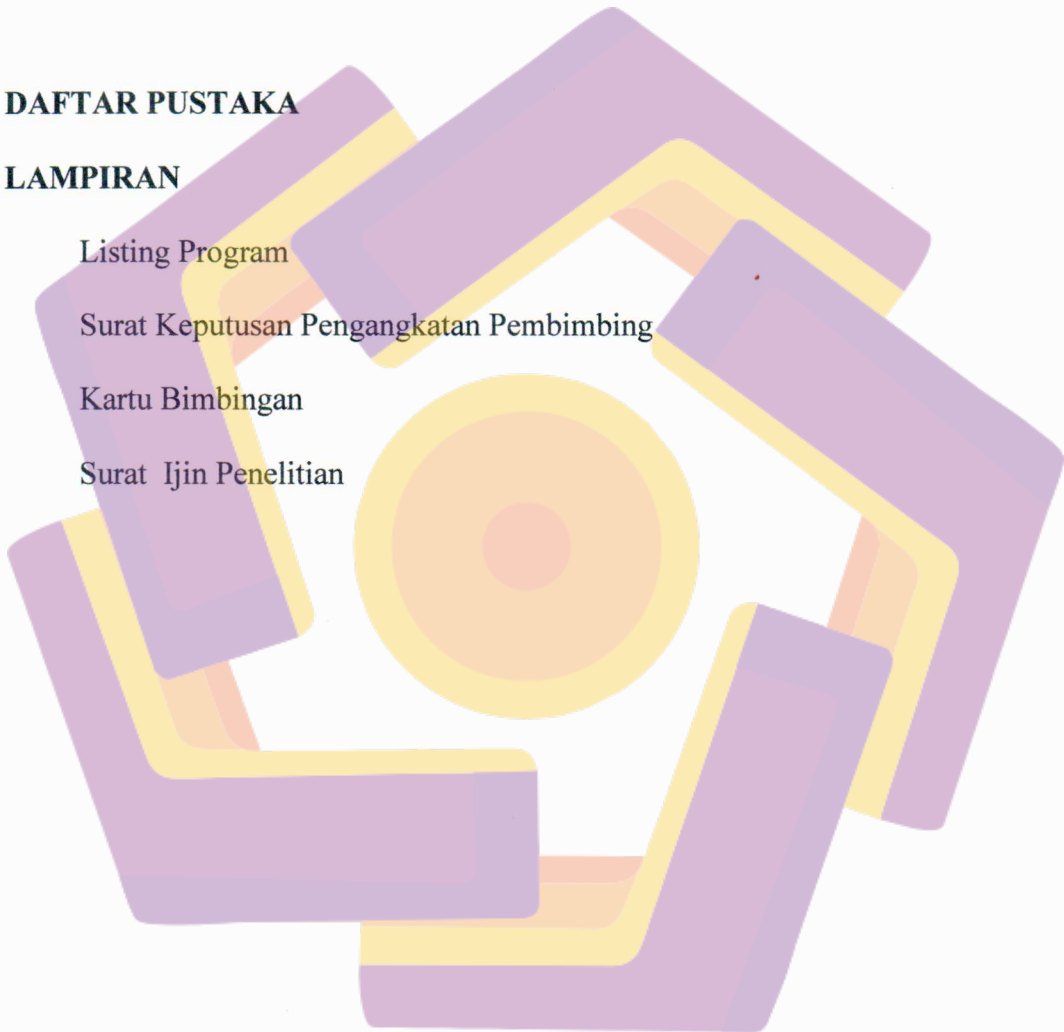 DAFTAR PUSTAKA
LAMPIRAN
Listing Program
Surat Keputusan Pengangkatan Pembimbing
Kartu Bimbingan
Surat Ijin Penelitian